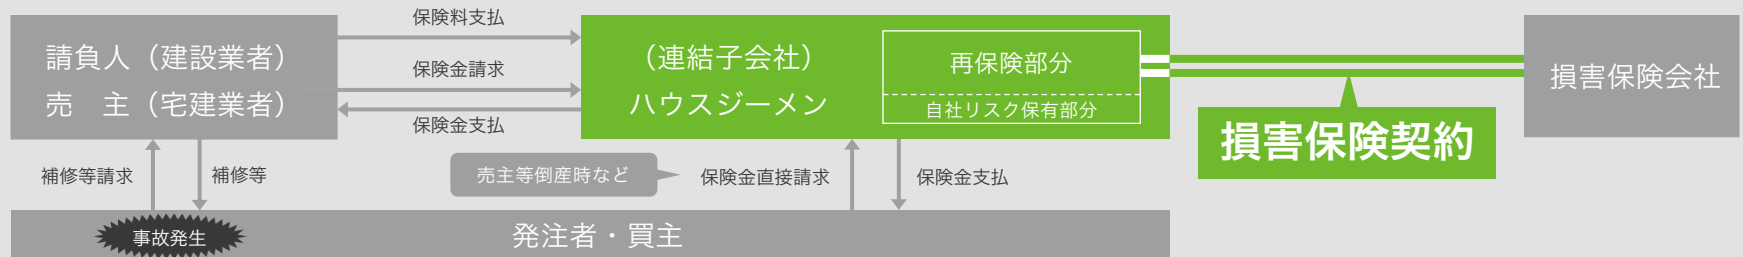 請負人（建設業者）
売　主（宅建業者）
保険料支払
保険金請求
保険金支払
（連結子会社）
ハウスジーメン
再保険部分
自社リスク保有部分
損害保険契約
損害保険会社
補修等請求
補修等
売主等倒産時など
保険金直接請求
保険金支払
事故発生
発注者・買主